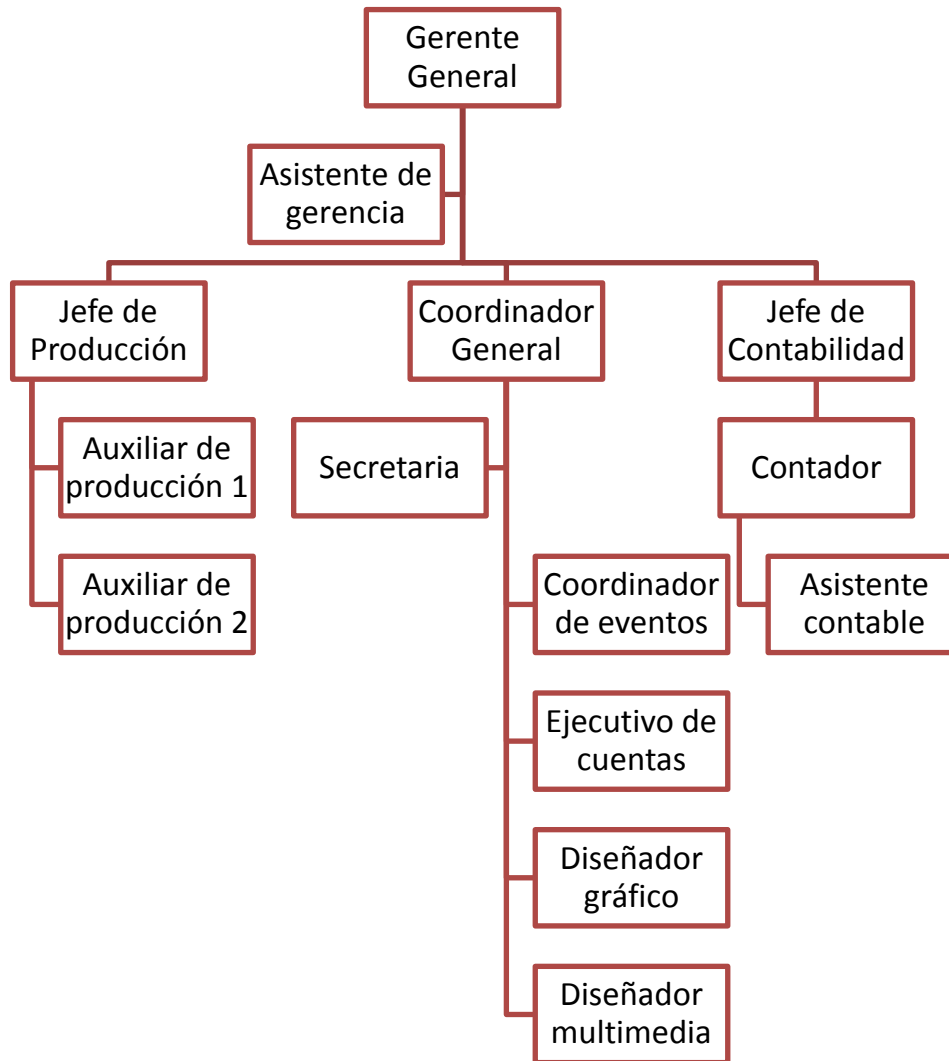 Gerente
General
Asistente de
gerencia
Jefe de
Producción
Coordinador
General
Jefe de
Contabilidad
Auxiliar de
producción 1
Secretaria
Contador
Auxiliar de
producción 2
Coordinador
de eventos
Asistente
contable
Ejecutivo de
cuentas
Diseñador
gráfico
Diseñador
multimedia